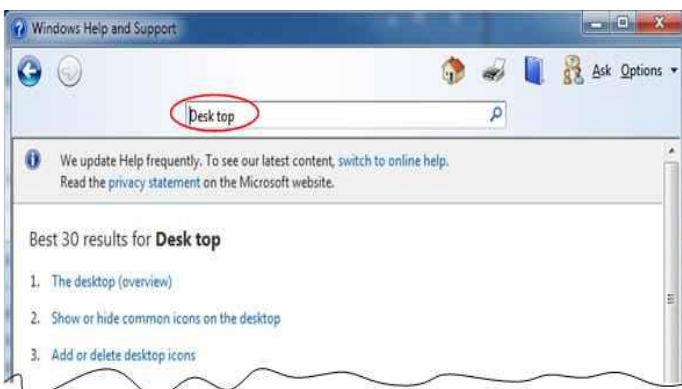 Windows Help and Support
Ask Options
Desk top
We update Help frequently. To see our latest content, switch to online help.
Read the privacy statement on the Microsoft website.
Best 30 results for Desk top
1. The desktop (overview)
2. Show or hide common icons on the desktop
3. Add or delete desktop icons